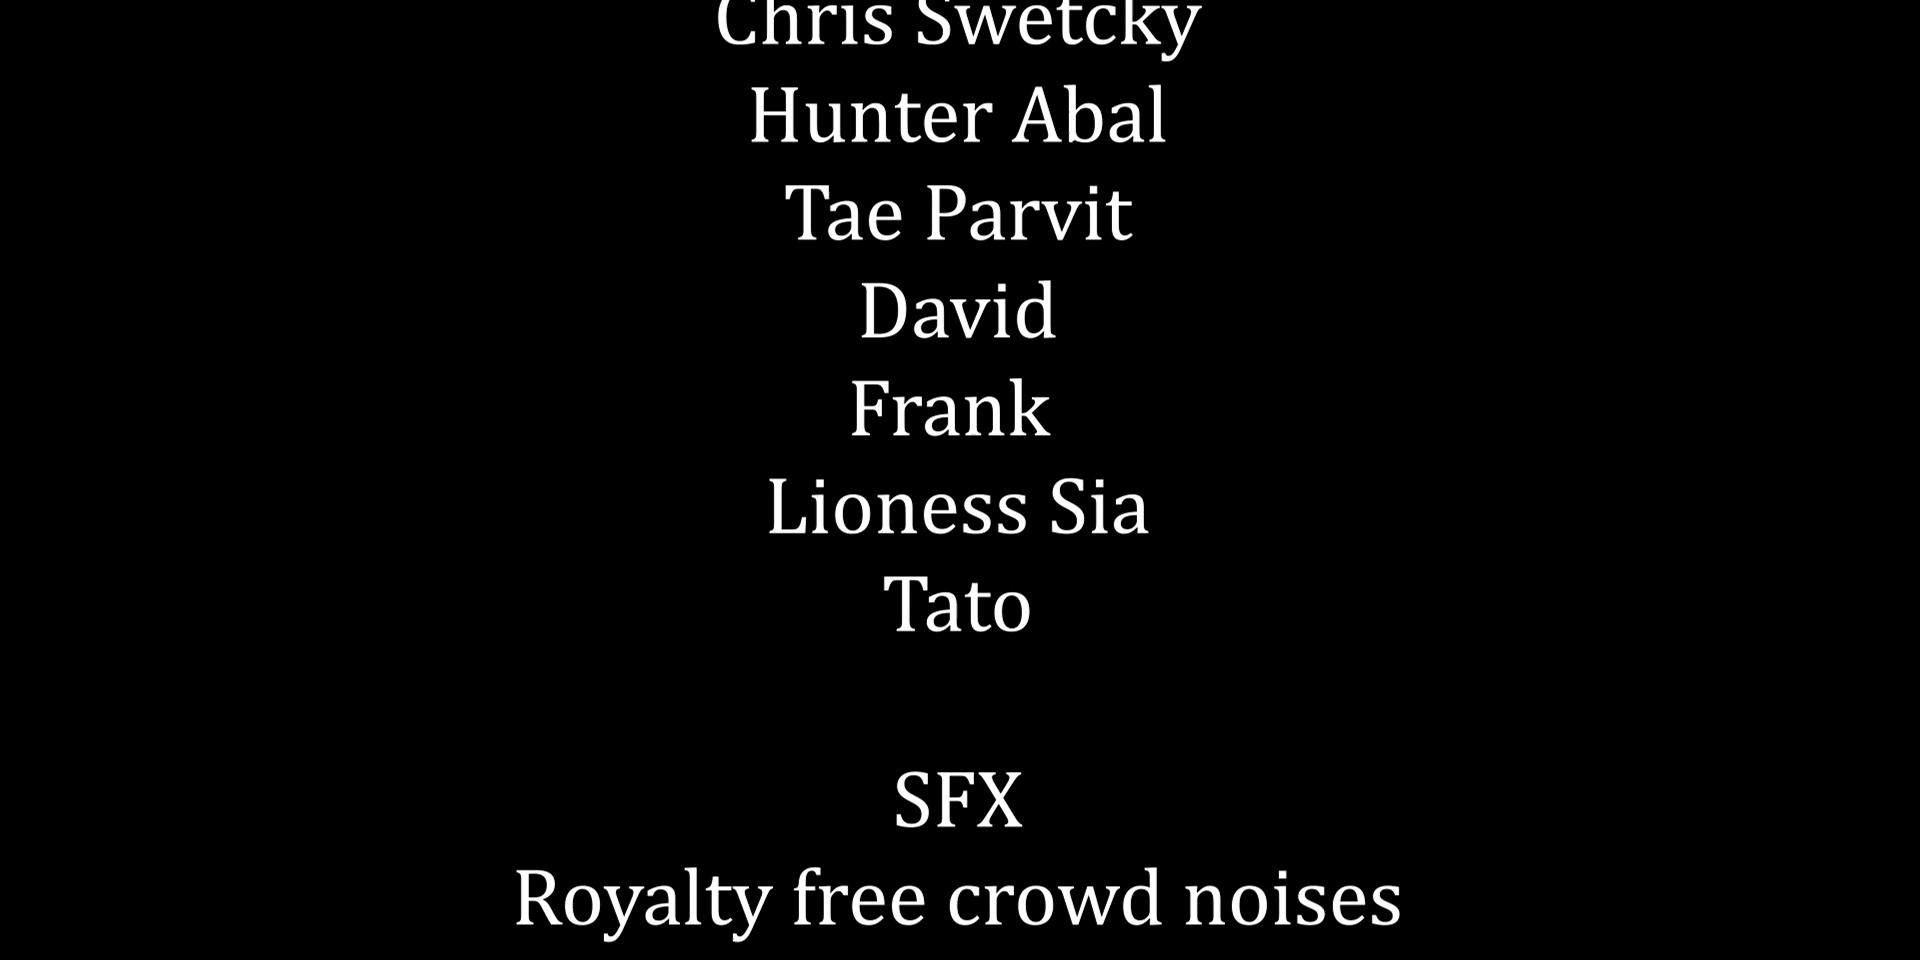 Chris Swetcky
Hunter Abal
Tae Parvit
David
Frank
Lioness Sia
Tato
SFX
Royalty free crowd noises